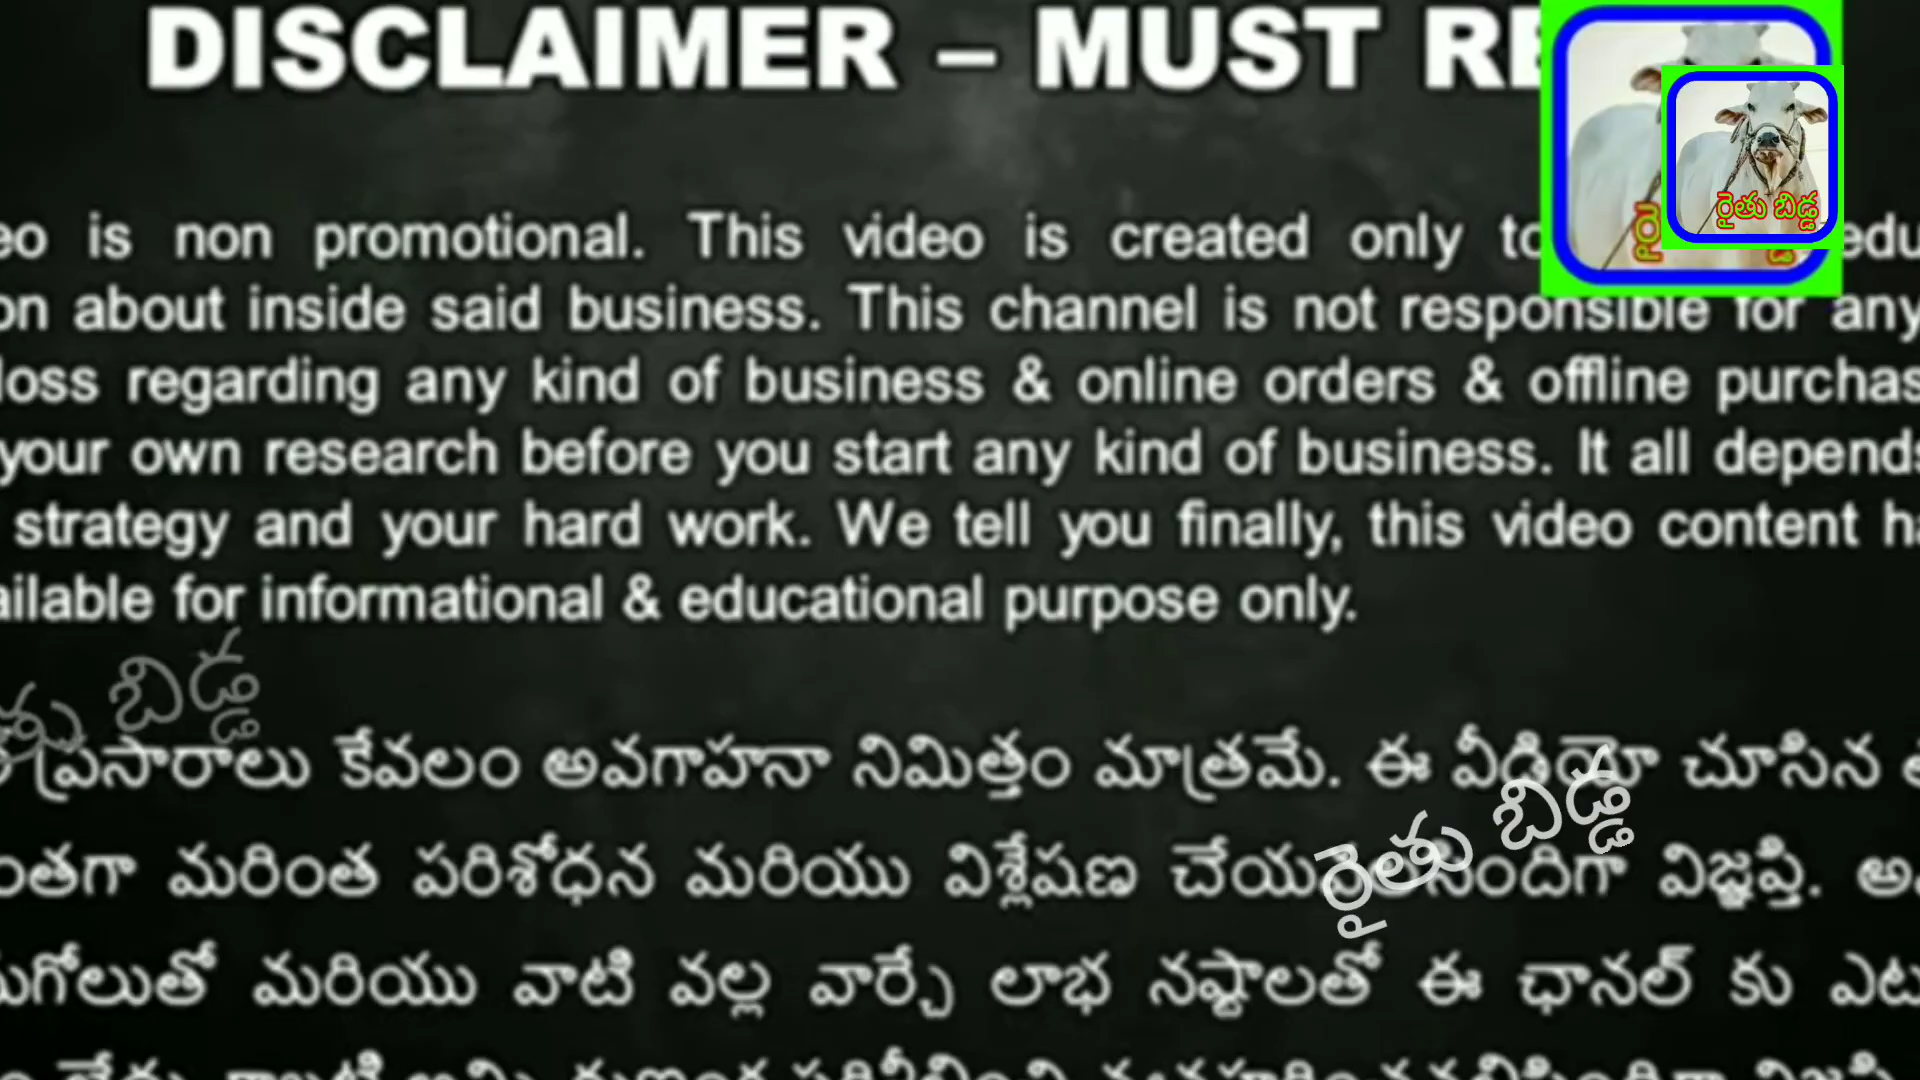 DISCLAIMER – MUST RE
is non promotional. This video is created only to
రైతు బిడ్డ
on about inside said business. This channel is not responsible for any
loss regarding any kind of business & online orders & offline purchas
your own research before you start any kind of business. It all depends
strategy and your hard work. We tell you finally, this video content ha
ailable for informational & educational purpose only.
బిడ్డ
ప్రసారాలు కేవలం అవగాహనా నిమిత్తం మాత్రమే. ఈ వీడియో చూసిన
రైతు బిడ్డ
ంతగా మరింత పరిశోధన మరియు విశ్లేషణ చేయవలసిందిగా విజ్ఞప్తి.
ుగోలుతో మరియు వాటి వల్ల వార్చే లాభ నష్టాలతో ఈ ఛానల్ కు ఎట